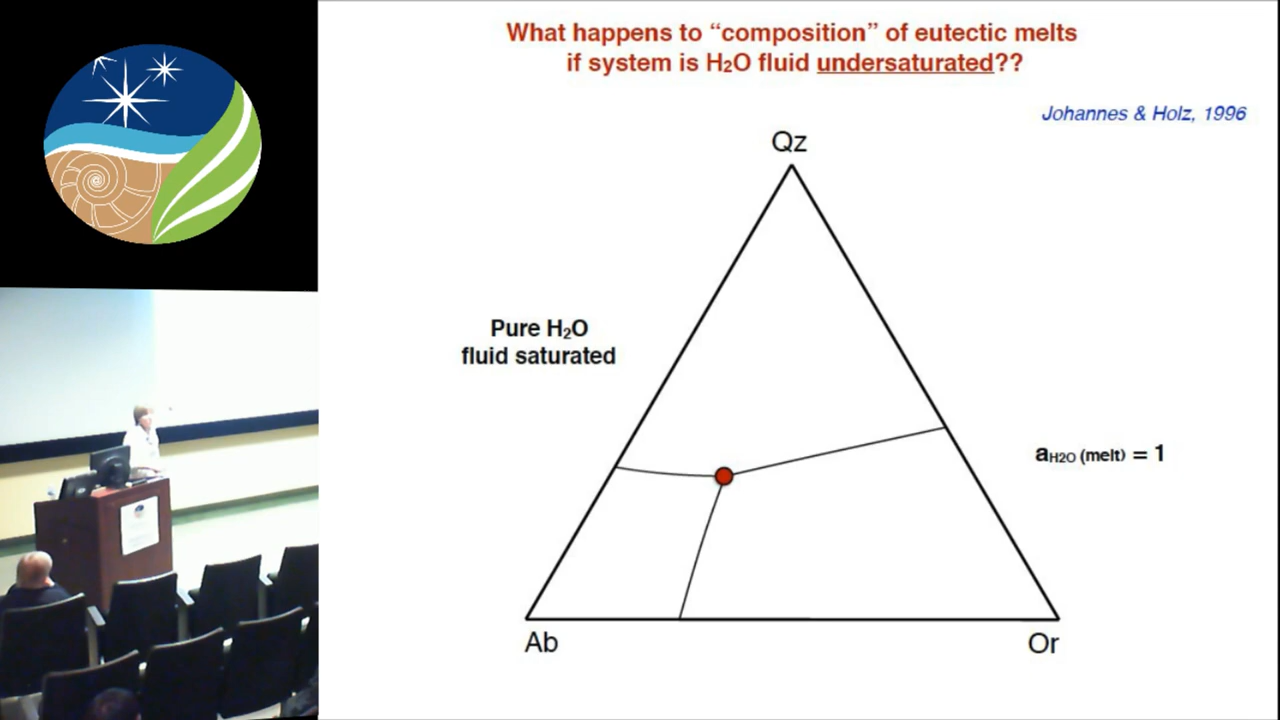 What happens to “composition” of eutectic melts
if system is H₂O fluid undersaturated??
Johannes & Holz, 1996
Qz
Pure H₂O
fluid saturated
aH2O (melt) = 1
Ab
Or